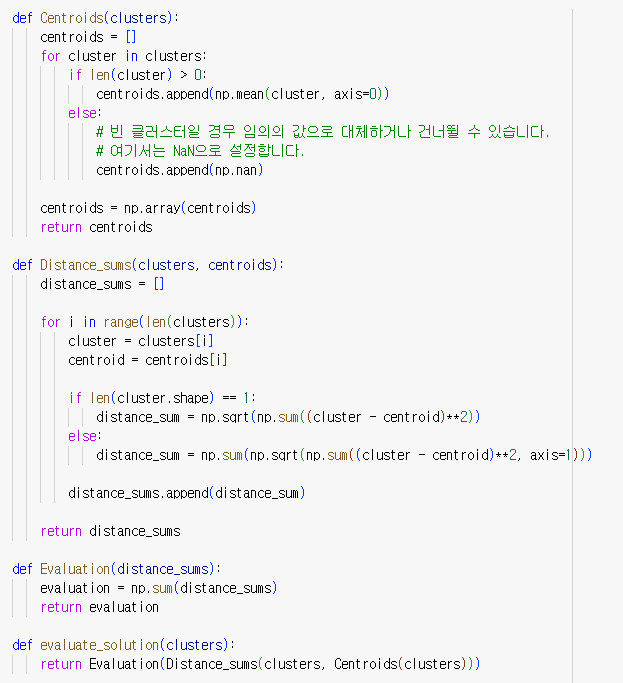 def Centroids(clusters):
    centroids = []
    for cluster in clusters:
        if len(cluster) > 0:
            centroids.append(np.mean(cluster, axis=0))
        else:
            # 빈 클러스터일 경우 임의의 값으로 대체하거나 건너뛸 수 있습니다.
            # 여기서는 NaN으로 설정합니다.
            centroids.append(np.nan)

    centroids = np.array(centroids)
    return centroids

def Distance_sums(clusters, centroids):
    distance_sums = []

    for i in range(len(clusters)):
        cluster = clusters[i]
        centroid = centroids[i]

        if len(cluster.shape) == 1:
            distance_sum = np.sqrt(np.sum((cluster - centroid)**2))
        else:
            distance_sum = np.sum(np.sqrt(np.sum((cluster - centroid)**2, axis=1)))

        distance_sums.append(distance_sum)

    return distance_sums

def Evaluation(distance_sums):
    evaluation = np.sum(distance_sums)
    return evaluation

def evaluate_solution(clusters):
    return Evaluation(Distance_sums(clusters, Centroids(clusters)))